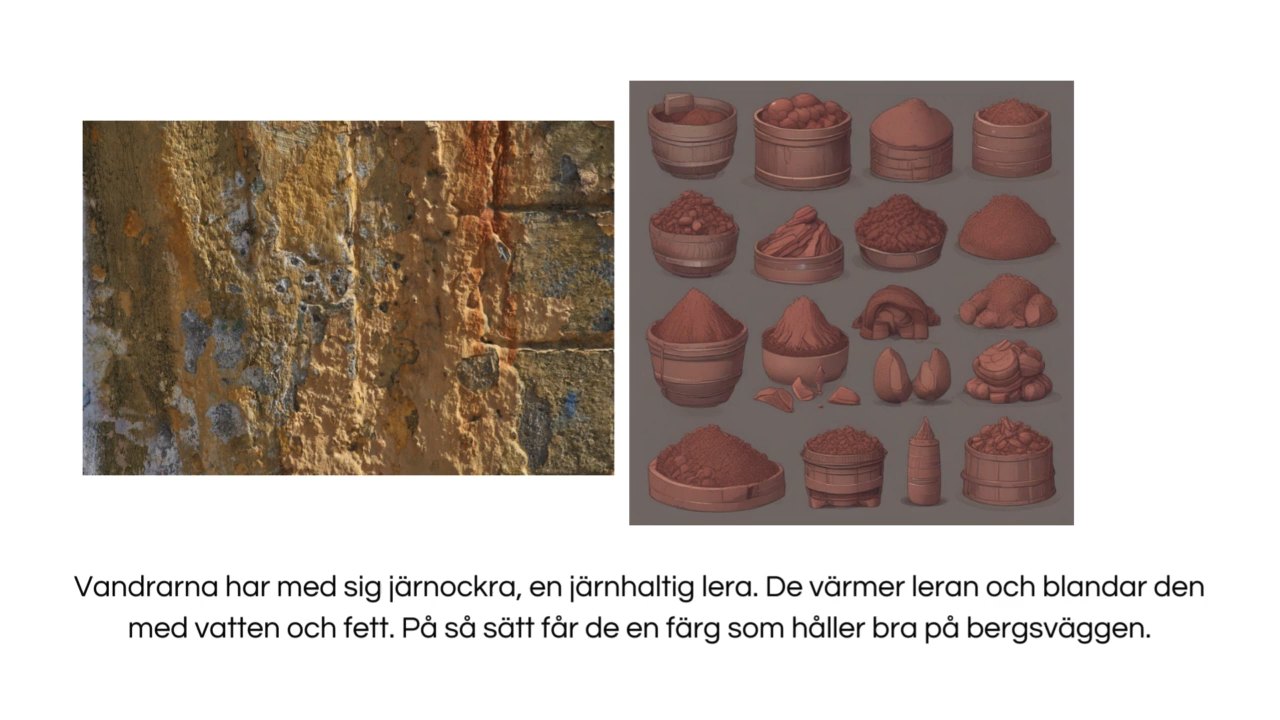 Vandrarna har med sig järnockra, en järnhaltig lera. De värmer leran och blandar den
med vatten och fett. På så sätt får de en färg som håller bra på bergsväggen.